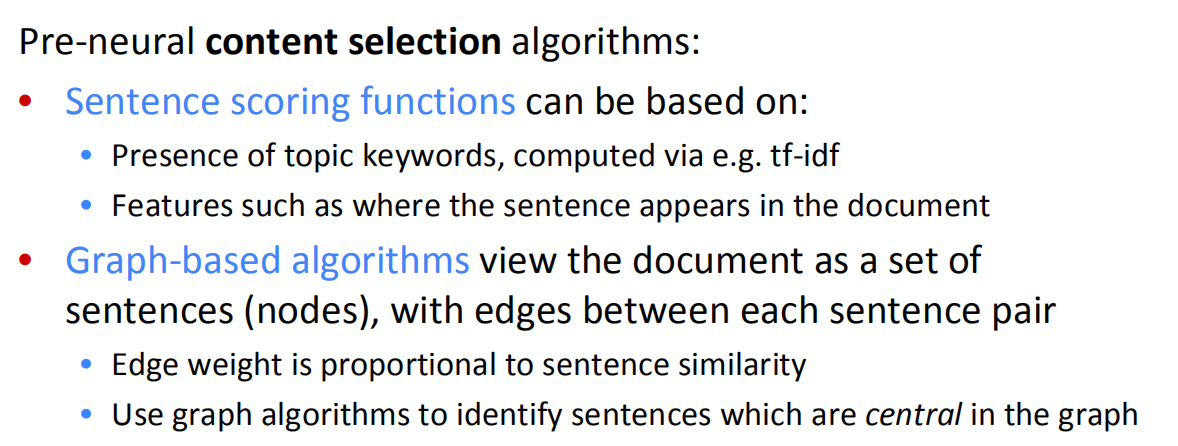 Pre-neural content selection algorithms:
• Sentence scoring functions can be based on:
• Presence of topic keywords, computed via e.g. tf-idf
• Features such as where the sentence appears in the document
• Graph-based algorithms view the document as a set of
sentences (nodes), with edges between each sentence pair
• Edge weight is proportional to sentence similarity
• Use graph algorithms to identify sentences which are central in the graph